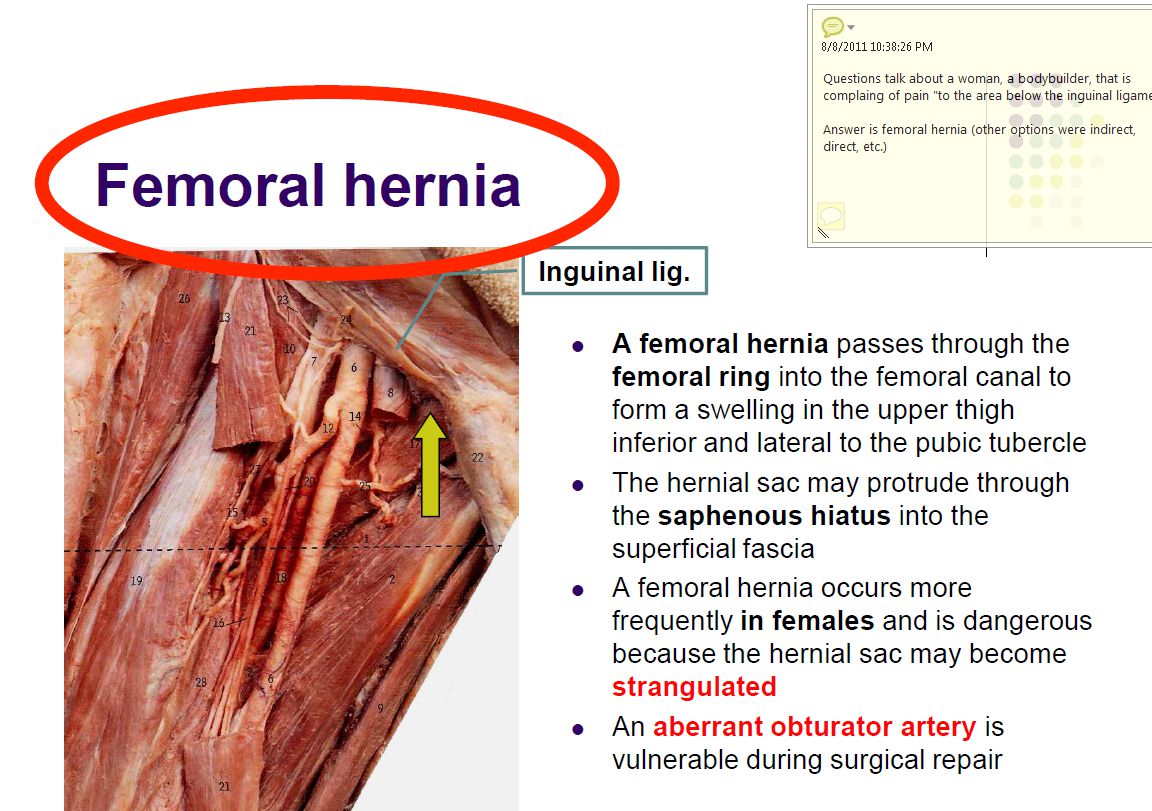 8/8/2011 10:38:26 PM
Questions talk about a woman, a bodybuilder, that is
complaing of pain "to the area below the inguinal ligame
Answer is femoral hernia (other options were indirect,
direct, etc.)
Femoral hernia
Inguinal lig.
A femoral hernia passes through the
femoral ring into the femoral canal to
form a swelling in the upper thigh
inferior and lateral to the pubic tubercle
The hernial sac may protrude through
the saphenous hiatus into the
superficial fascia
A femoral hernia occurs more
frequently in females and is dangerous
because the hernial sac may become
strangulated
An aberrant obturator artery is
vulnerable during surgical repair
26
23
13
21
24
10
7
6
8
14
12
17
22
27
20
25
15
5
1
19
18
2
16
28
6
9
21